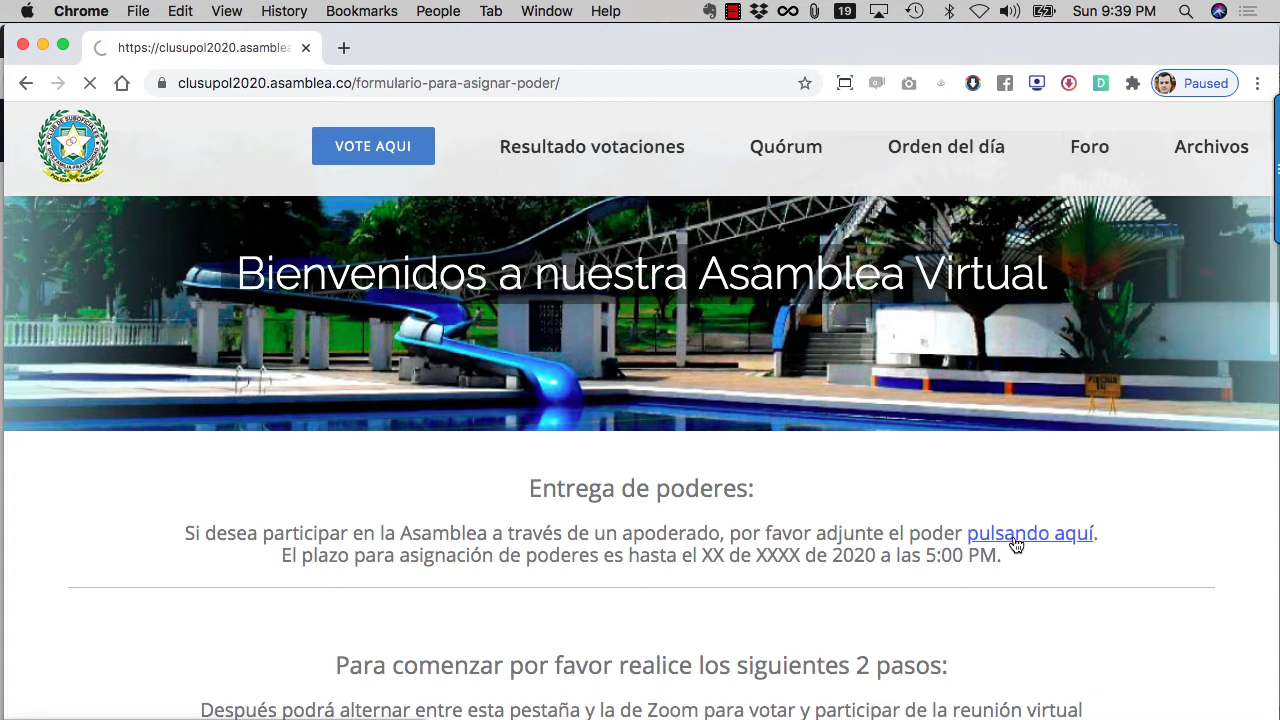 Chrome File Edit View History Bookmarks People Tab Window Help 19 Sun 9:39 PM
https://clusupol2020.asamblea
clusupol2020.asamblea.co/formulario-para-asignar-poder/ Paused
VOTE AQUI Resultado votaciones Quórum Orden del día Foro Archivos
Bienvenidos a nuestra Asamblea Virtual
Entrega de poderes:
Si desea participar en la Asamblea a través de un apoderado, por favor adjunte el poder pulsando aquí.
El plazo para asignación de poderes es hasta el XX de XXXX de 2020 a las 5:00 PM.
Para comenzar por favor realice los siguientes 2 pasos:
Después podrá alternar entre esta pestaña y la de Zoom para votar y participar de la reunión virtual